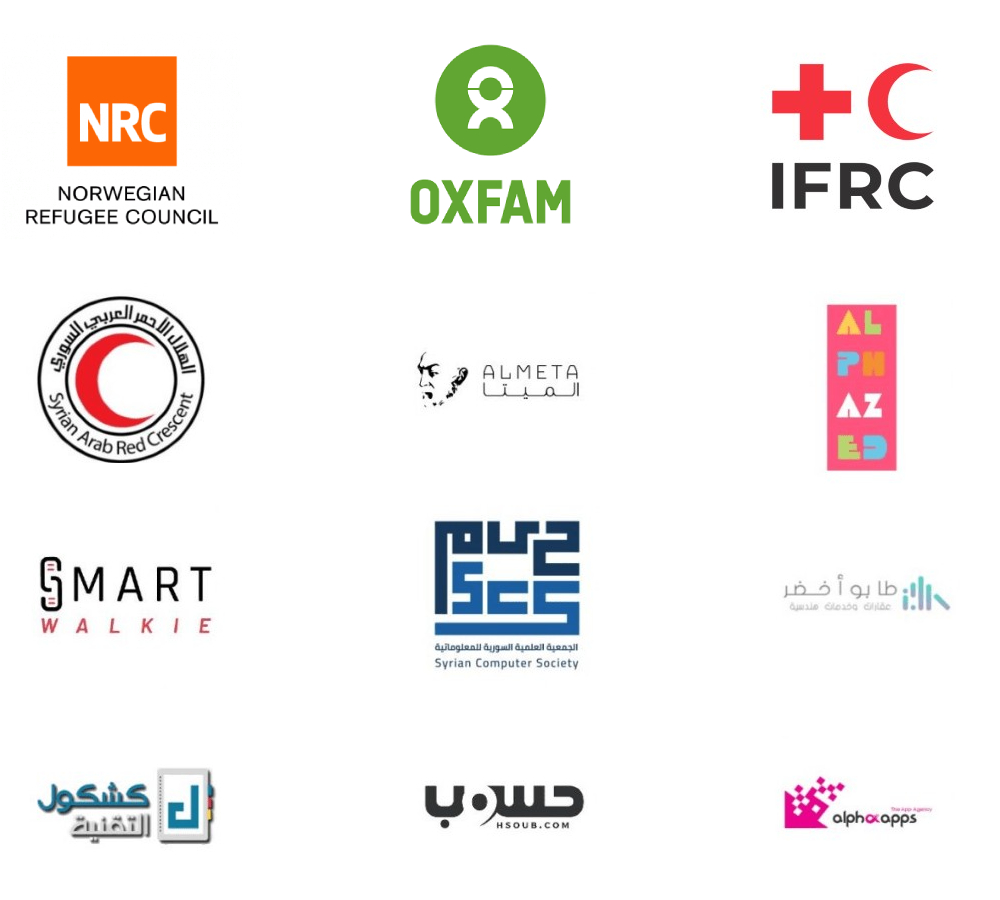 NRC
NORWEGIAN
REFUGEE COUNCIL
OXFAM
IFRC
الهلال الأحمر العربي السوري
Syrian Arab Red Crescent
ALMETA
الميتا
AL
PH
AZ
ED
SMART
WALKIE
SCS
الجمعية العلمية السورية للمعلوماتية
Syrian Computer Society
طابو أخضر
عقارات وخدمات هندسية
كشكول
التقنية
حسوب
HSOUB.COM
The App Agency
alphaapps